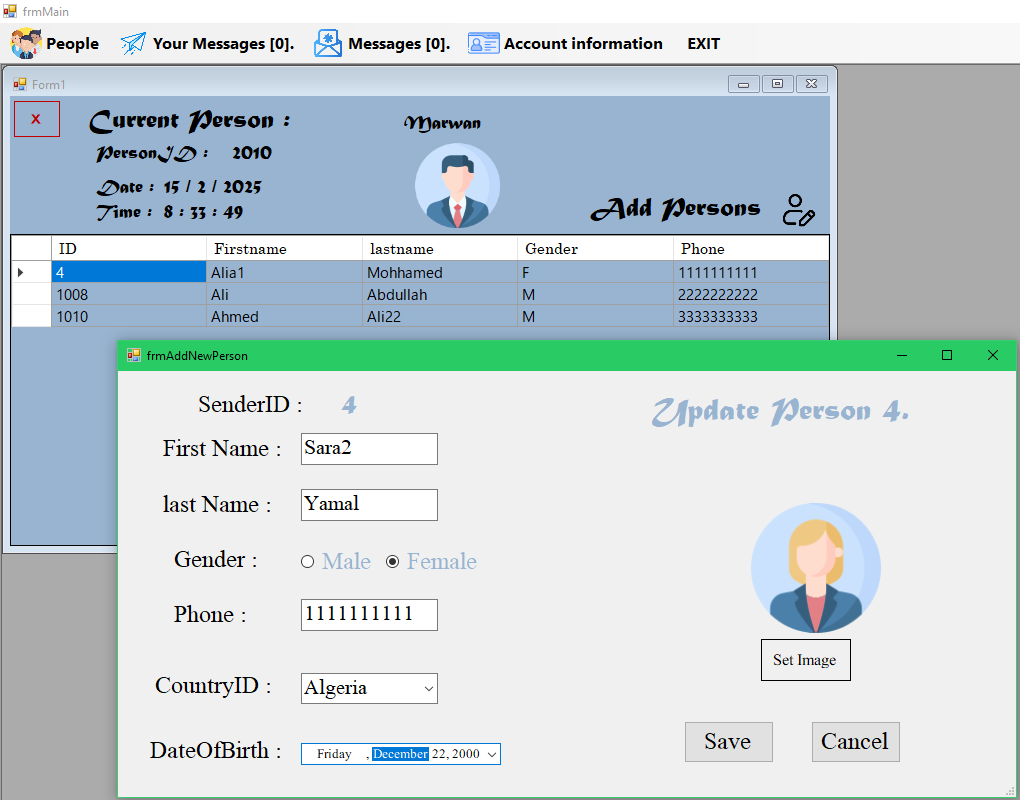 frmMain
People Your Messages [0]. Messages [0]. Account information EXIT
Form1
x
Current Person :
Marwan
PersonID : 2010
Date : 15 / 2 / 2025
Time : 8 : 33 : 49
Add Persons
ID Firstname lastname Gender Phone
4 Alia1 Mohhamed F 1111111111
1008 Ali Abdullah M 2222222222
1010 Ahmed Ali22 M 3333333333
frmAddNewPerson
SenderID : 4
Update Person 4.
First Name : Sara2
last Name : Yamal
Gender : Male Female
Phone : 1111111111
Set Image
CountryID : Algeria
DateOfBirth : Friday , December 22, 2000
Save Cancel